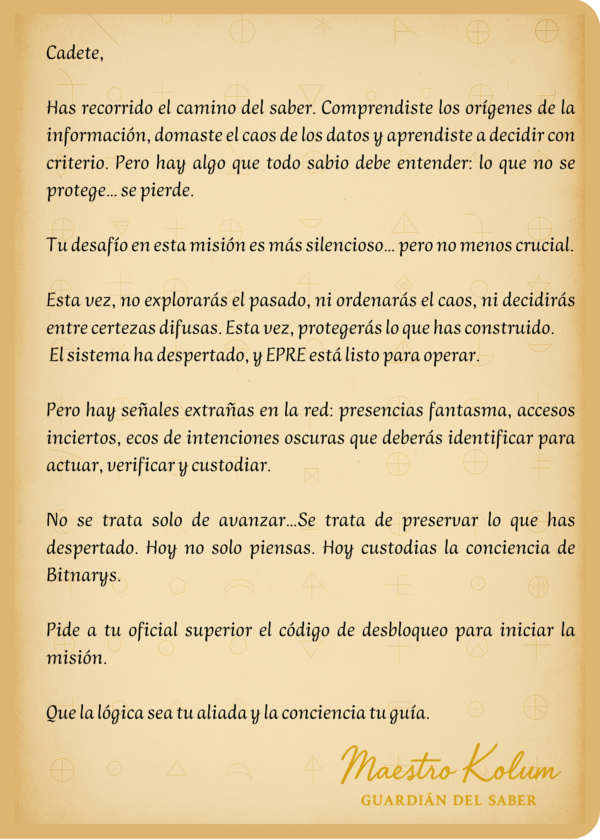 Cadete,
Has recorrido el camino del saber. Comprendiste los orígenes de la
información, domaste el caos de los datos y aprendiste a decidir con
criterio. Pero hay algo que todo sabio debe entender: lo que no se
protege... se pierde.
Tu desafío en esta misión es más silencioso... pero no menos crucial.
Esta vez, no explorarás el pasado, ni ordenarás el caos, ni decidirás
entre certezas difusas. Esta vez, protegerás lo que has construido.
El sistema ha despertado, y EPRE está listo para operar.
Pero hay señales extrañas en la red: presencias fantasma, accesos
inciertos, ecos de intenciones oscuras que deberás identificar para
actuar, verificar y custodiar.
No se trata solo de avanzar...Se trata de preservar lo que has
despertado. Hoy no solo piensas. Hoy custodias la conciencia de
Bitnarys.
Pide a tu oficial superior el código de desbloqueo para iniciar la
misión.
Que la lógica sea tu aliada y la conciencia tu guía.
Maestro Kolum
GUARDIÁN DEL SABER